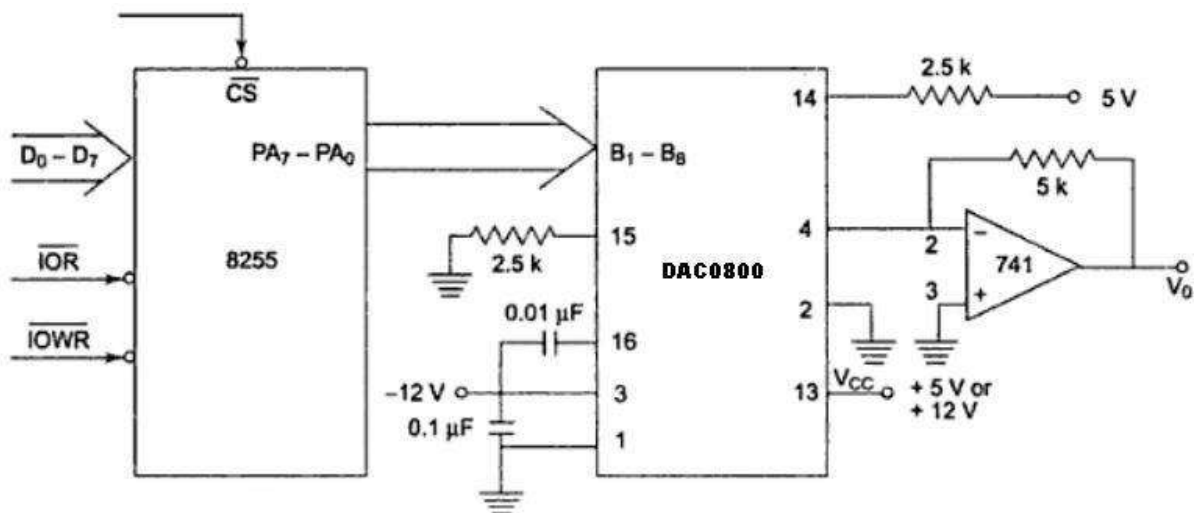 CS
D₀ – D₇
IOR
IOWR
PA₇ – PA₀
8255
B₁ – B₈
DAC0800
14
2.5 k
5 V
5 k
4
2
–
741
3
+
V₀
15
2.5 k
0.01 μF
16
2
–12 V
3
13
V_CC
+ 5 V or
+ 12 V
0.1 μF
1